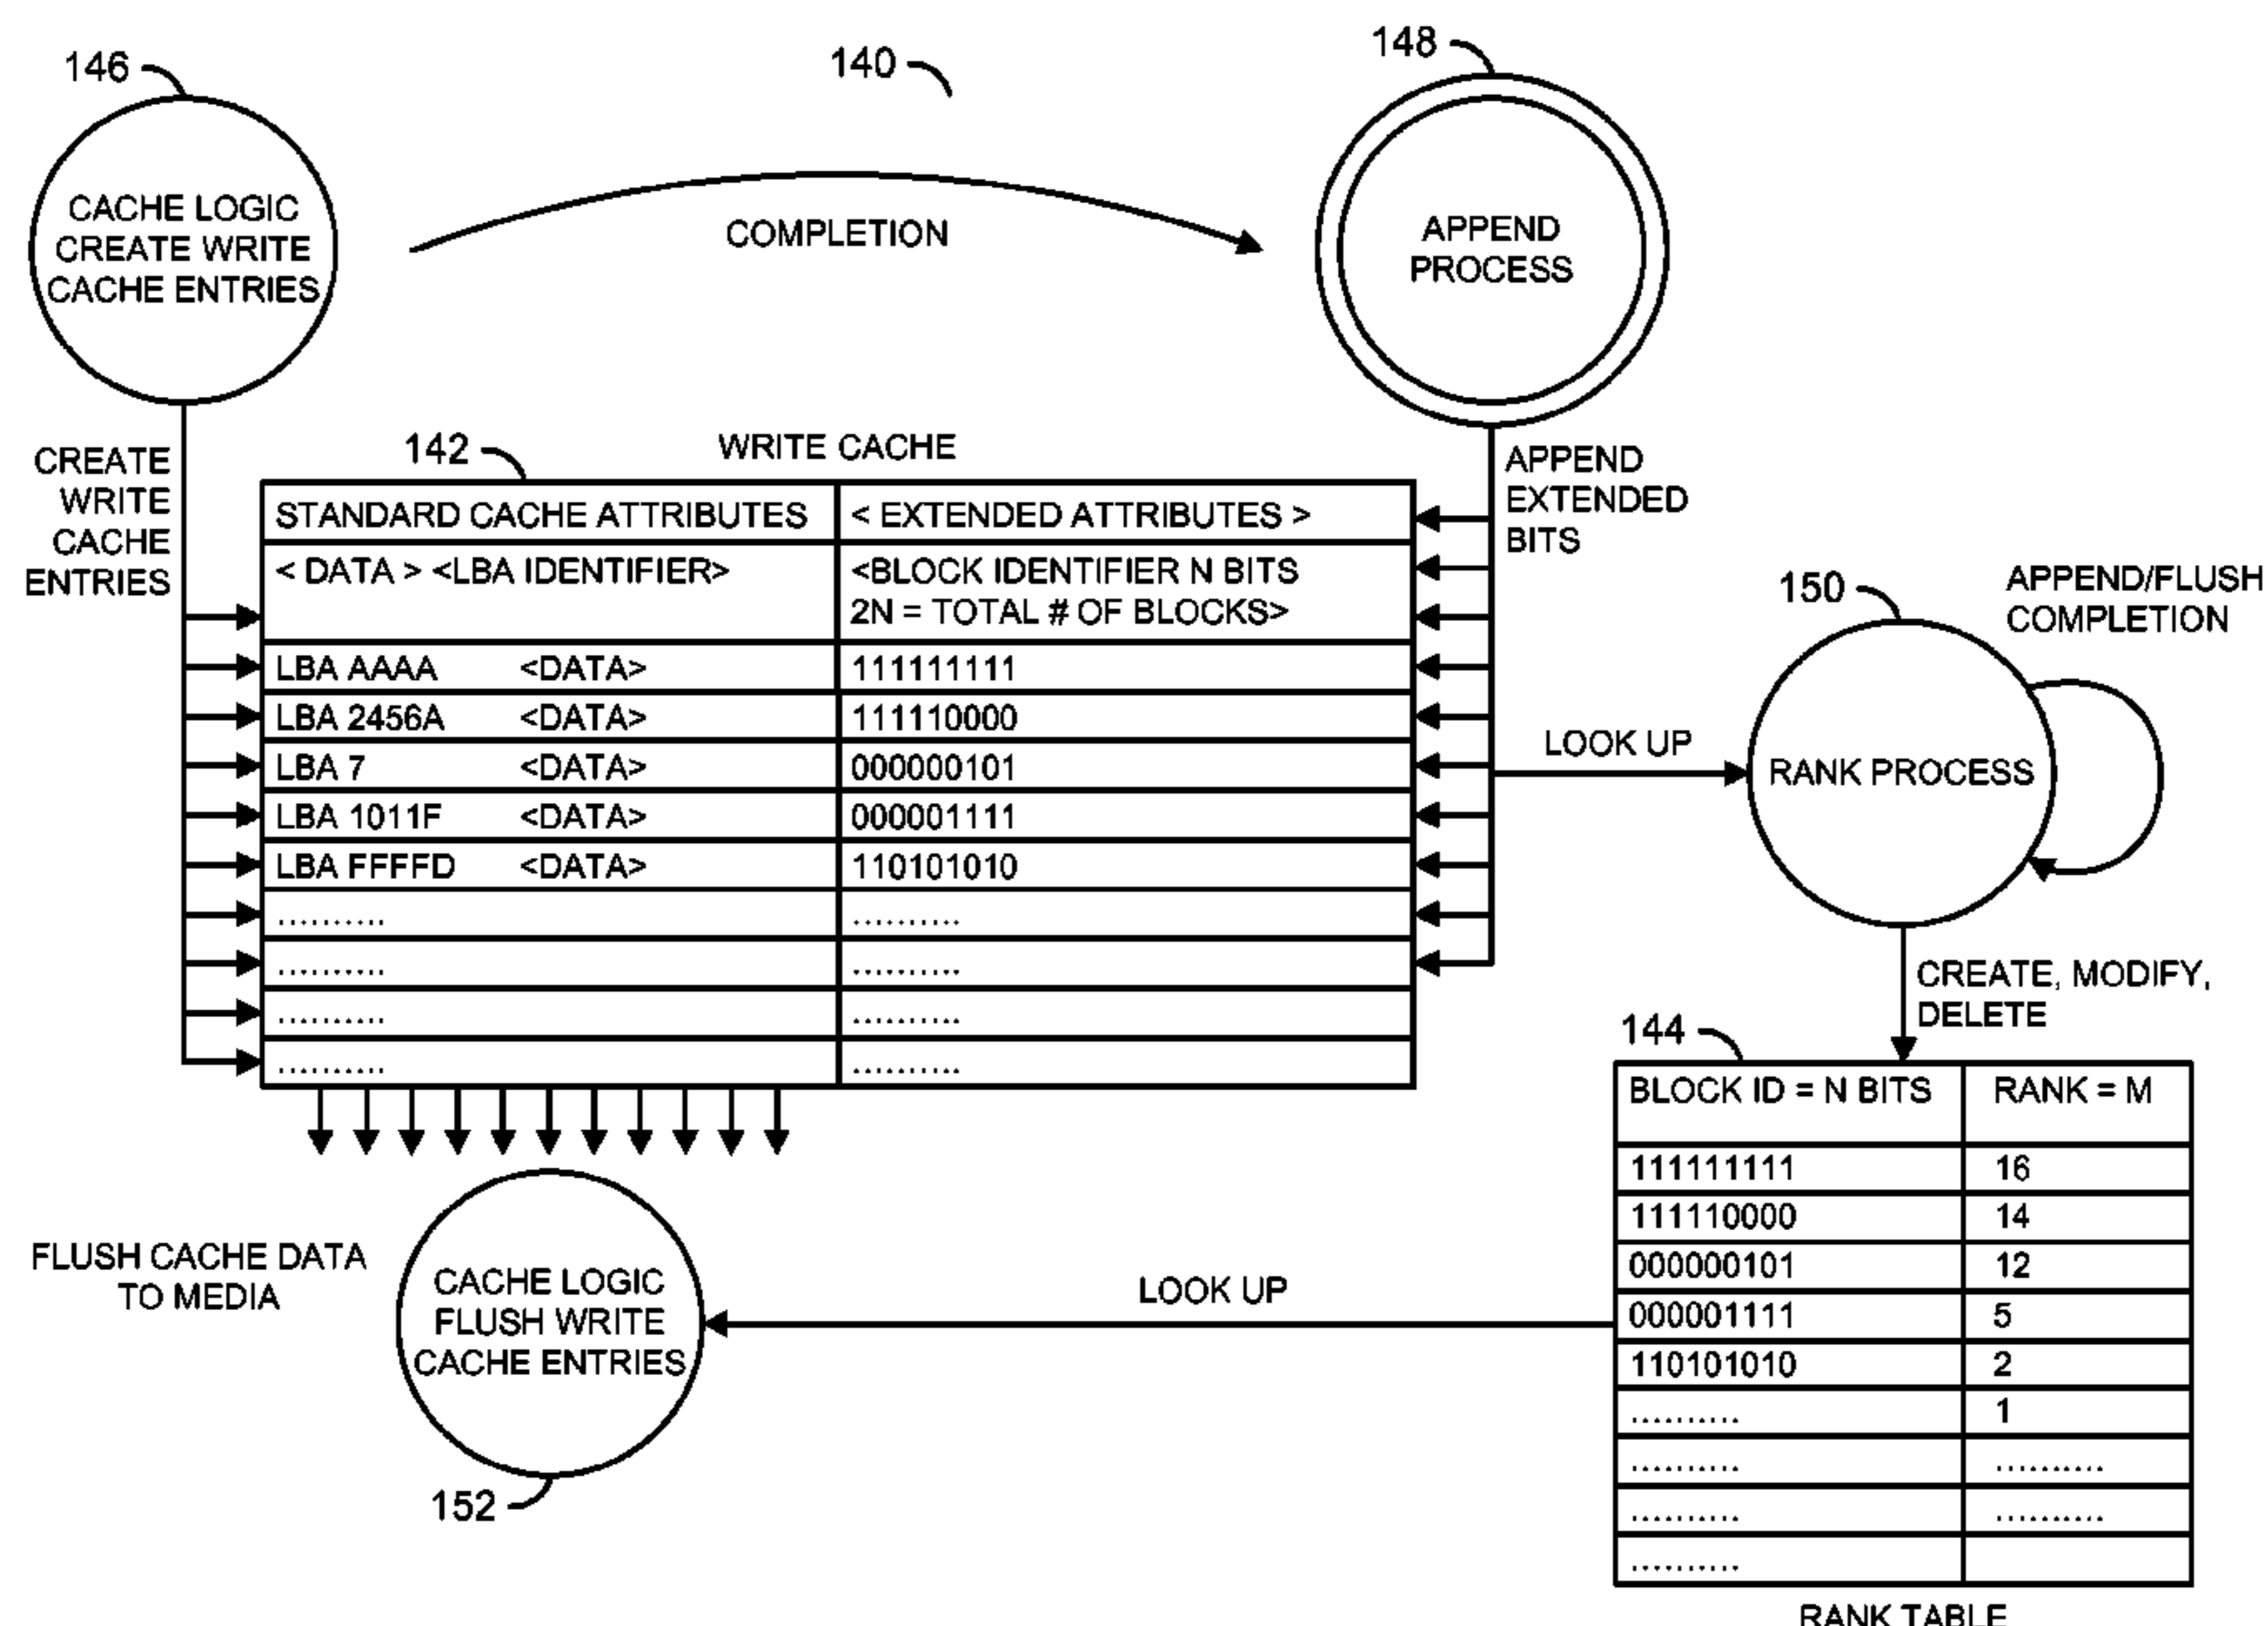 146
140
148
CACHE LOGIC
CREATE WRITE
CACHE ENTRIES
COMPLETION
APPEND
PROCESS
CREATE
WRITE
CACHE
ENTRIES
142
WRITE CACHE
APPEND
EXTENDED
BITS
STANDARD CACHE ATTRIBUTES < EXTENDED ATTRIBUTES >
< DATA > <LBA IDENTIFIER> <BLOCK IDENTIFIER N BITS
2N = TOTAL # OF BLOCKS>
LBA AAAA <DATA> 111111111
LBA 2456A <DATA> 111110000
LBA 7 <DATA> 000000101
LBA 1011F <DATA> 000001111
LBA FFFFD <DATA> 110101010
.......... ..........
.......... ..........
.......... ..........
.......... ..........
LOOK UP
150
RANK PROCESS
APPEND/FLUSH
COMPLETION
CREATE, MODIFY,
DELETE
144
BLOCK ID = N BITS RANK = M
111111111 16
111110000 14
000000101 12
000001111 5
110101010 2
.......... 1
.......... ..........
.......... ..........
..........
RANK TABLE
FLUSH CACHE DATA
TO MEDIA
CACHE LOGIC
FLUSH WRITE
CACHE ENTRIES
LOOK UP
152